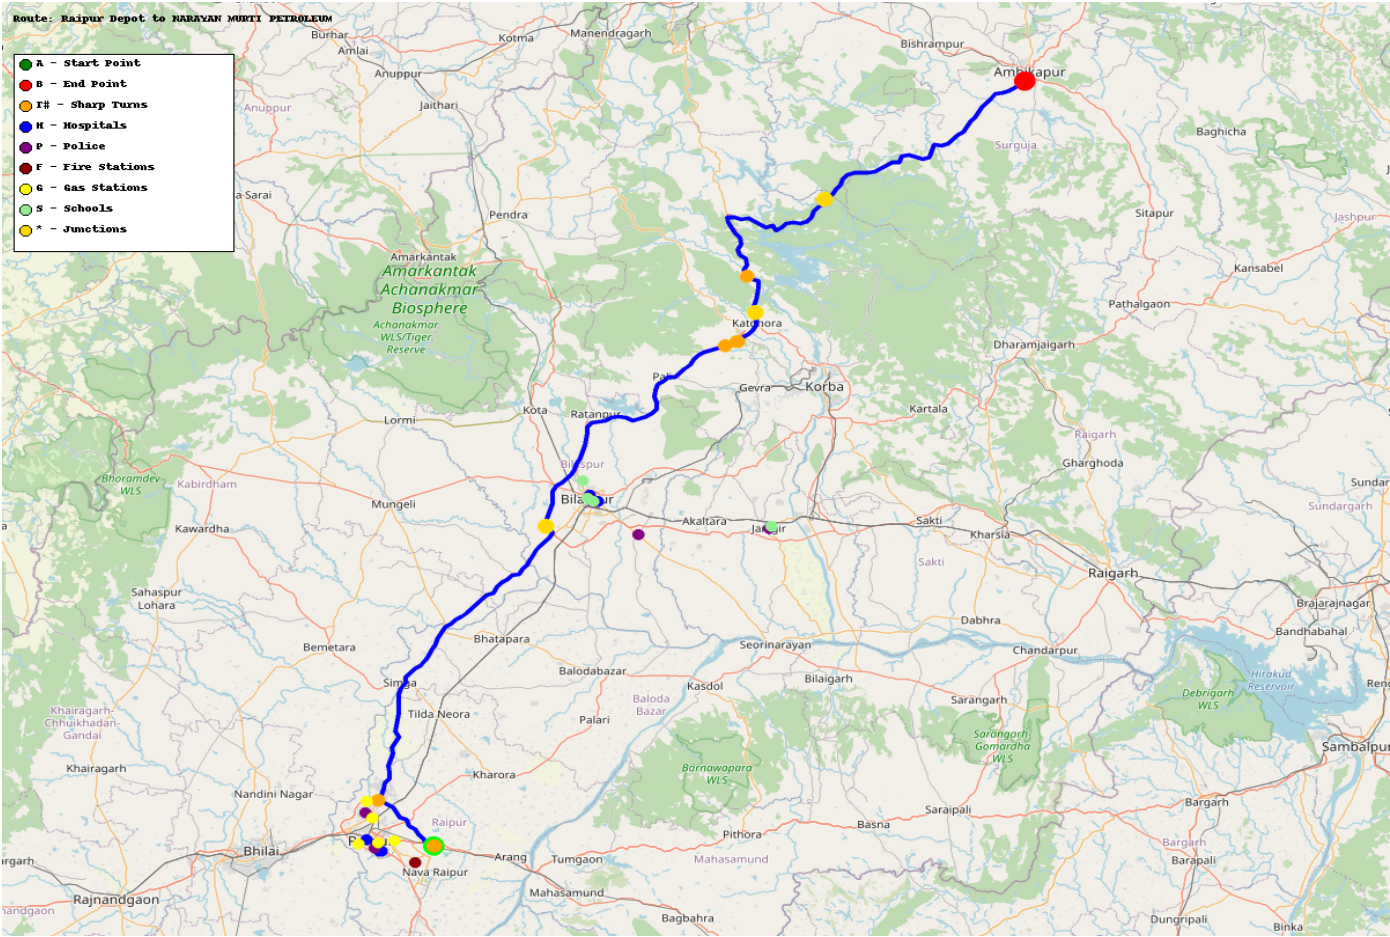 Route: Raipur Depot to NARAYAN MURTI PETROLEUM
A - Start Point
B - End Point
T# - Sharp Turns
H - Hospitals
P - Police
F - Fire Stations
G - Gas Stations
S - Schools
* - Junctions
Burhar
Amlai
Kotma
Manendragarh
Bishrampur
Ambikapur
Anuppur
Anuppur
Jaithari
Baghicha
Surguja
a-Sarai
Pendra
Sitapur
Jashpur
Amarkantak
Amarkantak
Achanakmar
Biosphere
Kansabel
Achanakmar
WLS/Tiger
Reserve
Pathalgaon
Katghora
Dharamjaigarh
Pali
Gevra
Korba
Kota
Ratanpur
Kartala
Lormi
Raigarh
Bilaspur
Gharghoda
Bhoramdev
WLS
Kabirdham
Sundar
Mungeli
Bilaspur
Sundargarh
Kawardha
Akaltara
Janjgir
Sakti
Kharsia
Sakti
Raigarh
Sahaspur
Lohara
Brajarajnagar
Bandhabahal
Bemetara
Bhatapara
Dabhra
Seorinarayan
Chandarpur
Balodabazar
Bilaigarh
Hirakud
Reservoir
Simga
Kasdol
Debrigarh
WLS
Sarangarh
Khairagarh-
Chhuikhadan-
Gandai
Tilda Neora
Baloda
Bazar
Palari
Sarangarh
Gomardha
WLS
Sambalpur
Khairagarh
Kharora
Barnawapara
WLS
Nandini Nagar
Bargarh
Saraipali
Raipur
Basna
Pithora
Bhilai
Arang
Tumgaon
Mahasamund
Bargarh
Barapali
Nava Raipur
Rajnandgaon
Mahasamund
Bagbahra
Dungripali
Binka